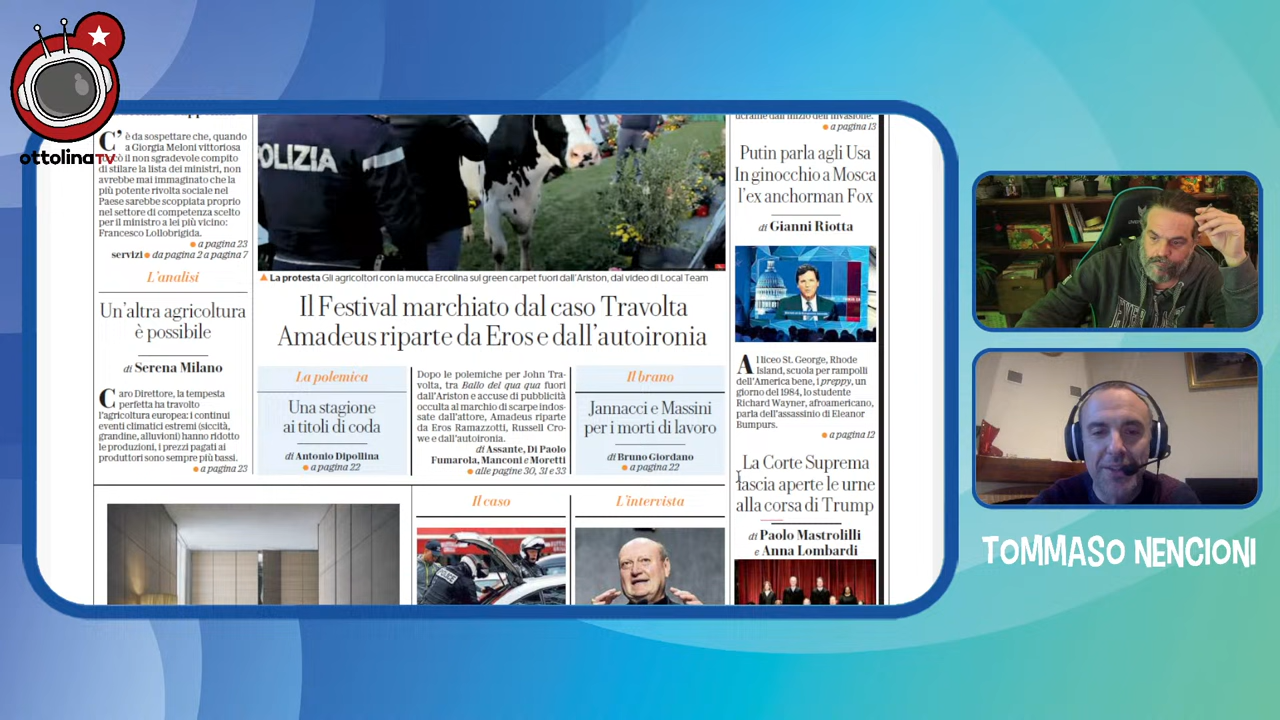 ottolinaTV
C'è da sospettare che, quando
a Giorgia Meloni vittoriosa
il non sgradevole compito
di stilare la lista dei ministri, non
avrebbe mai immaginato che la
più potente rivolta sociale nel
Paese sarebbe scoppiata proprio
nel settore di competenza scelto
per il ministro a lei più vicino:
Francesco Lollobrigida.
a pagina 23
servizi da pagina 2 a pagina 7
L'analisi
Un'altra agricoltura
è possibile
di Serena Milano
Caro Direttore, la tempesta
perfetta ha travolto
l'agricoltura europea: i continui
eventi climatici estremi (siccità,
grandine, alluvioni) hanno ridotto
le produzioni, i prezzi pagati ai
produttori sono sempre più bassi.
a pagina 23
POLIZIA
La protesta Gli agricoltori con la mucca Ercolina sul green carpet fuori dall'Ariston, dal video di Local Team
Il Festival marchiato dal caso Travolta
Amadeus riparte da Eros e dall'autoironia
La polemica
Una stagione
ai titoli di coda
di Antonio Dipollina
a pagina 22
Dopo le polemiche per John Tra-
volta, tra Ballo del qua qua fuori
dall'Ariston e accuse di pubblicità
occulta al marchio di scarpe indos-
sate dall'attore, Amadeus riparte
da Eros Ramazzotti, Russell Cro-
we e dall'autoironia.
di Assante, Di Paolo
Fumarola, Manconi e Moretti
alle pagine 30, 31 e 33
Il brano
Jannacci e Massini
per i morti di lavoro
di Bruno Giordano
a pagina 22
Il caso
POLICE
L'intervista
ucraine dall'inizio dell'invasione.
a pagina 13
Putin parla agli Usa
In ginocchio a Mosca
l'ex anchorman Fox
di Gianni Riotta
Al liceo St. George, Rhode
Island, scuola per rampolli
dell'America bene, i preppy, un
giorno del 1984, lo studente
Richard Wayner, afroamericano,
parla dell'assassinio di Eleanor
Bumpurs.
a pagina 12
La Corte Suprema
lascia aperte le urne
alla corsa di Trump
di Paolo Mastrolilli
e Anna Lombardi
TOMMASO NENCIONI